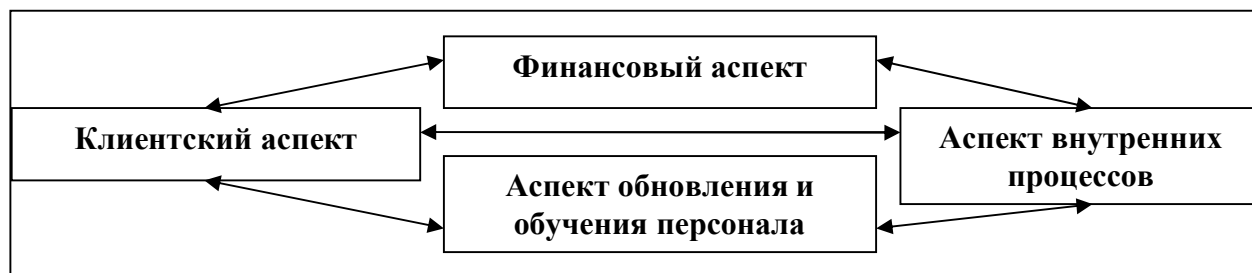 Финансовый аспект
Клиентский аспект
Аспект внутренних
процессов
Аспект обновления и
обучения персонала